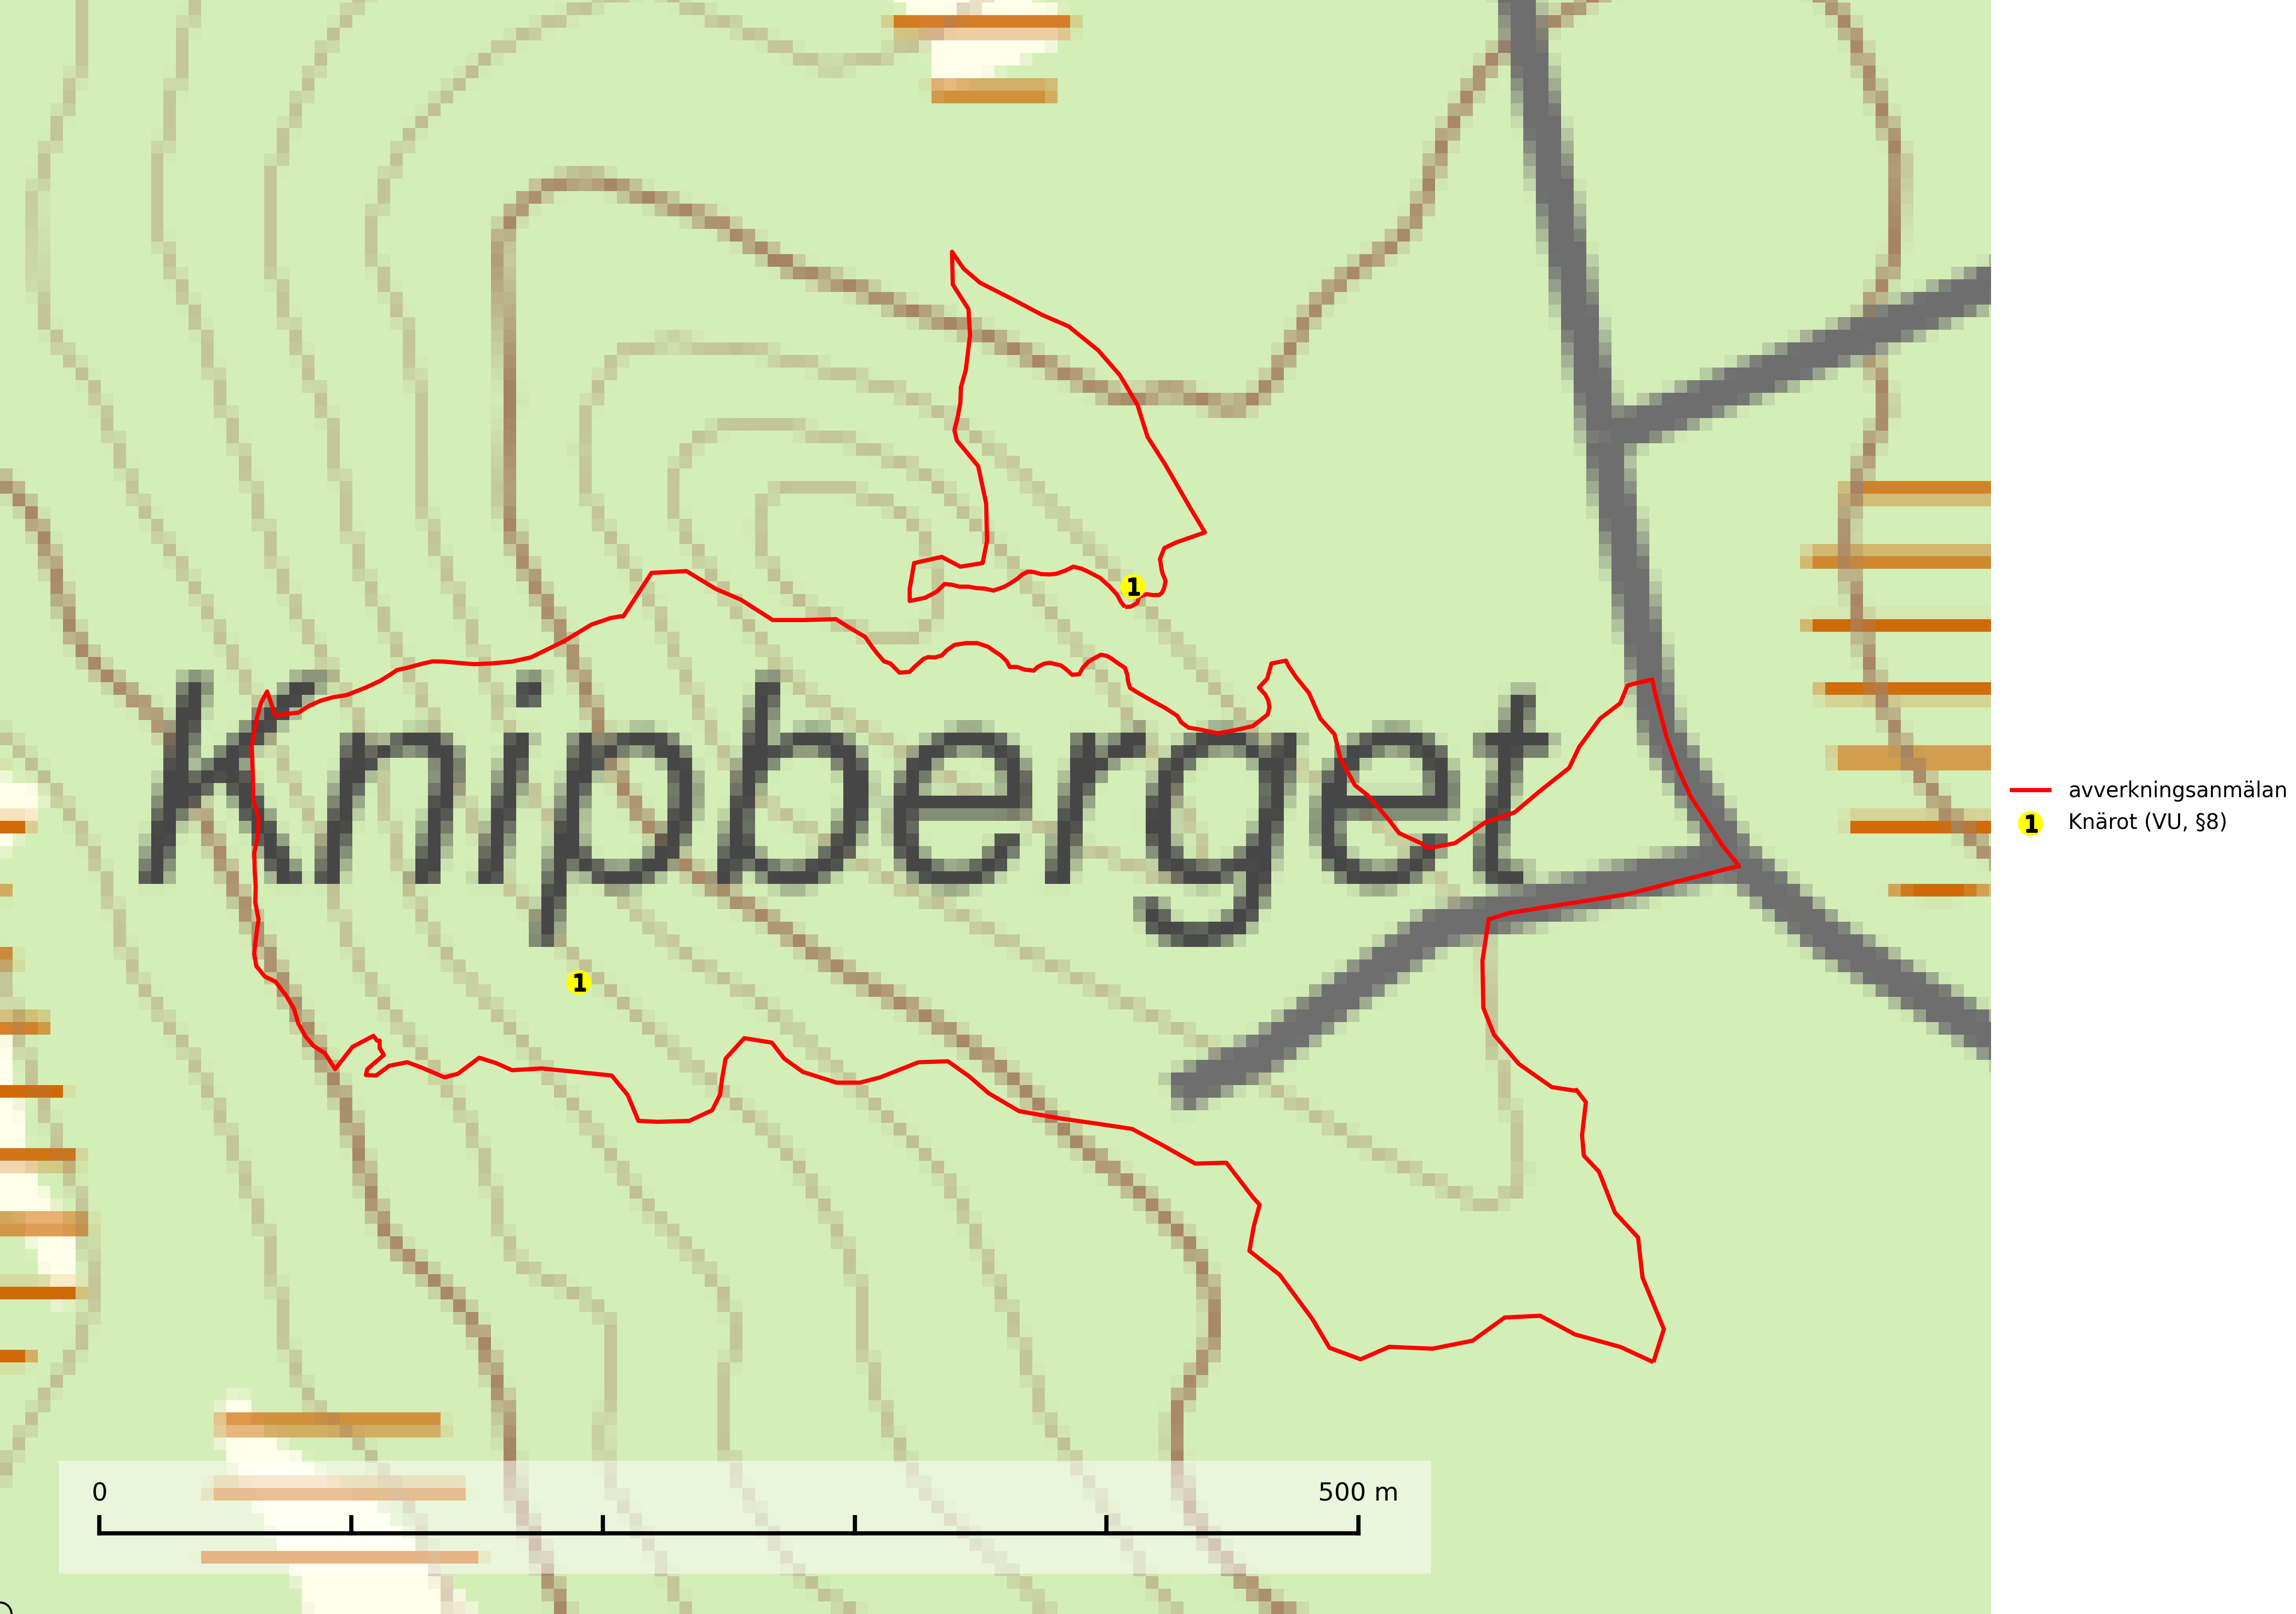 1
Knipberget
1
0 500 m
avverkningsanmälan
1 Knärot (VU, §8)